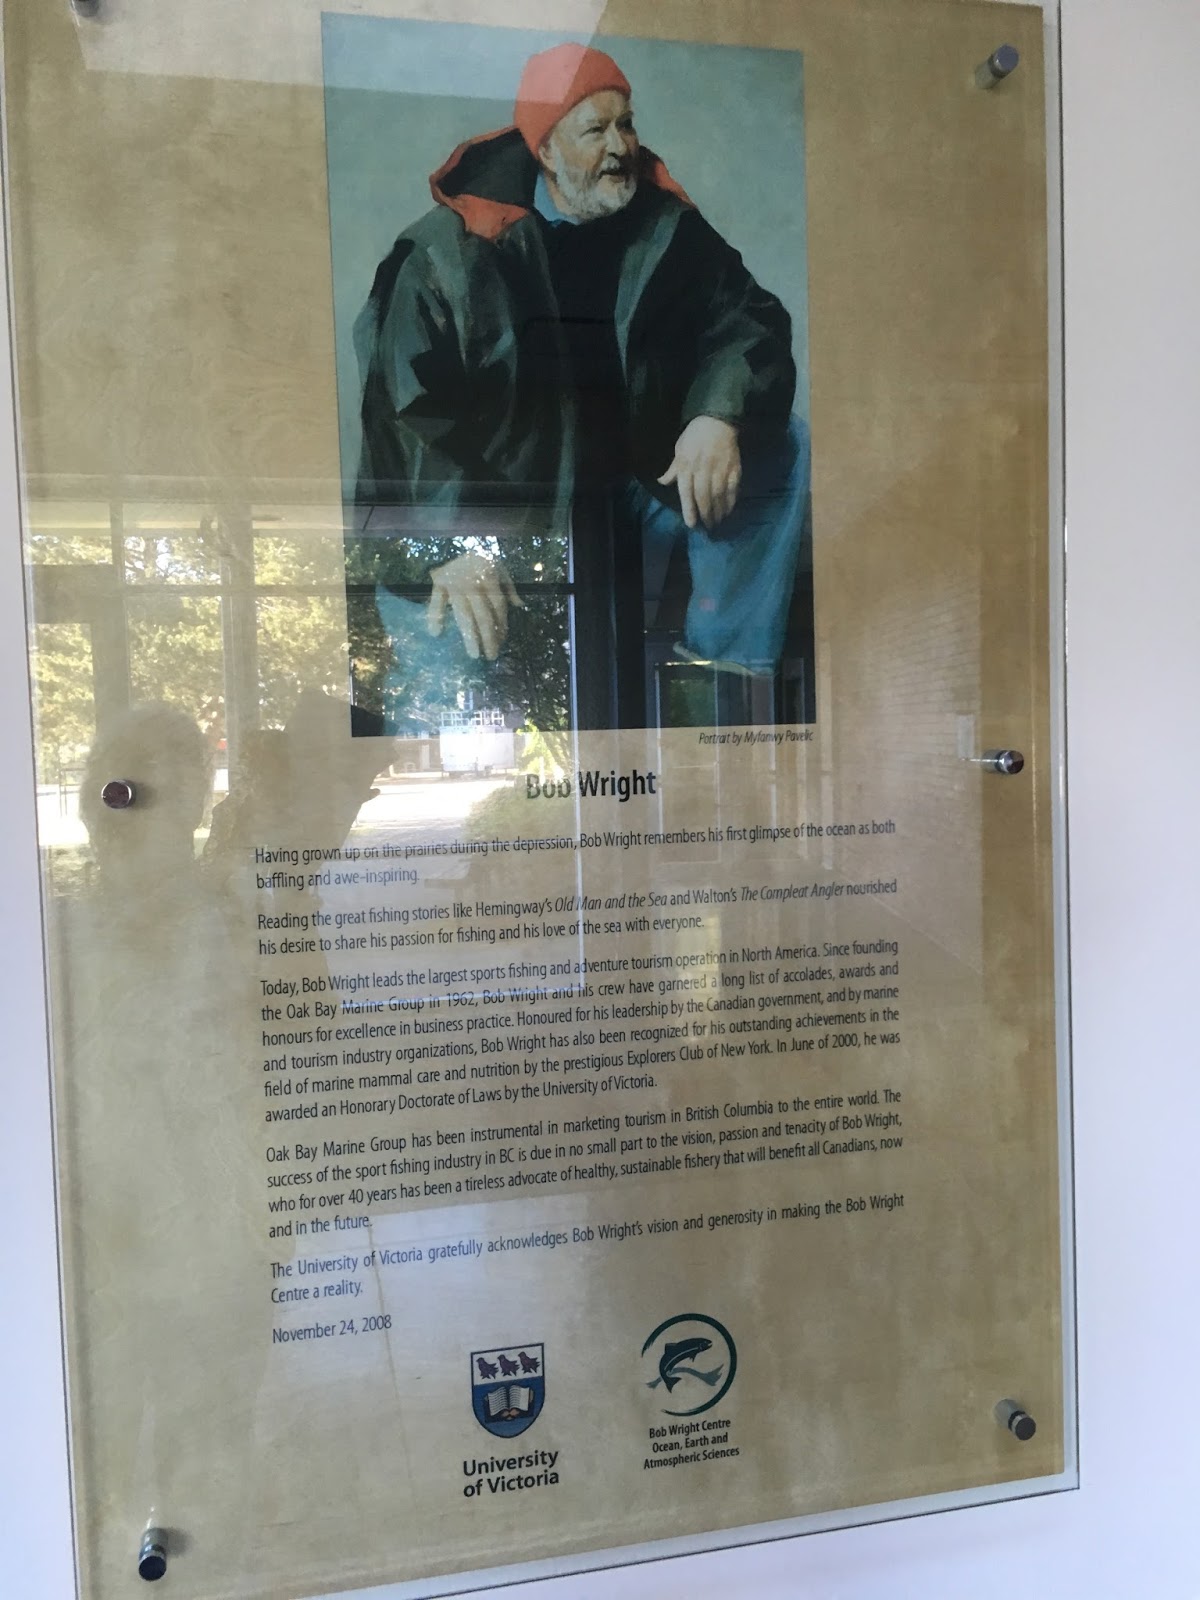 Portrait by Myfanwy Pavelic
Bob Wright
Having grown up on the prairies during the depression, Bob Wright remembers his first glimpse of the ocean as both
baffling and awe-inspiring.
Reading the great fishing stories like Hemingway's Old Man and the Sea and Walton's The Compleat Angler nourished
his desire to share his passion for fishing and his love of the sea with everyone.
Today, Bob Wright leads the largest sports fishing and adventure tourism operation in North America. Since founding
the Oak Bay Marine Group in 1962, Bob Wright and his crew have garnered a long list of accolades, awards and
honours for excellence in business practice. Honoured for his leadership by the Canadian government, and by marine
and tourism industry organizations, Bob Wright has also been recognized for his outstanding achievements in the
field of marine mammal care and nutrition by the prestigious Explorers Club of New York. In June of 2000, he was
awarded an Honorary Doctorate of Laws by the University of Victoria.
Oak Bay Marine Group has been instrumental in marketing tourism in British Columbia to the entire world. The
success of the sport fishing industry in BC is due in no small part to the vision, passion and tenacity of Bob Wright,
who for over 40 years has been a tireless advocate of healthy, sustainable fishery that will benefit all Canadians, now
and in the future.
The University of Victoria gratefully acknowledges Bob Wright's vision and generosity in making the Bob Wright
Centre a reality.
November 24, 2008
University
of Victoria
Bob Wright Centre
Ocean, Earth and
Atmospheric Sciences